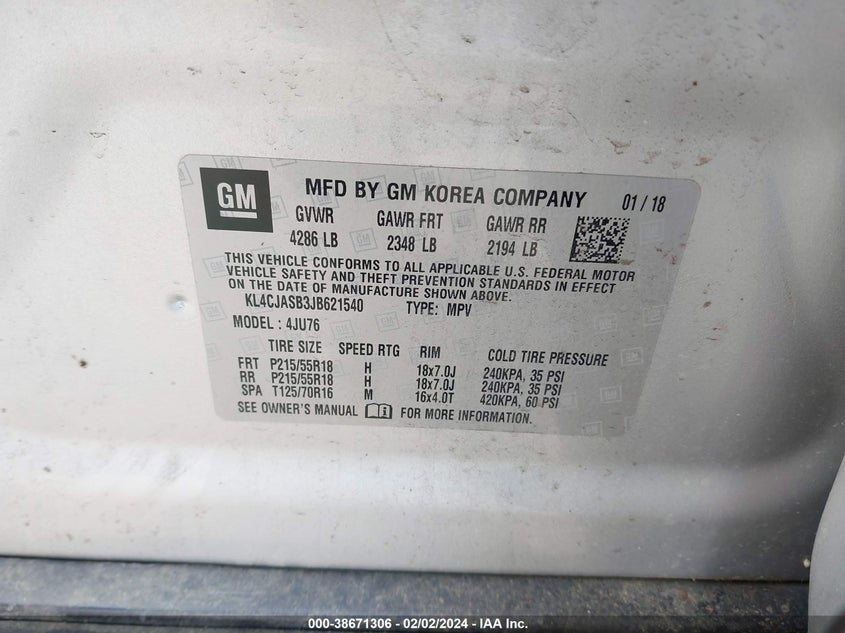 GM MFD BY GM KOREA COMPANY 01 / 18
GVWR GAWR FRT GAWR RR
4286 LB 2348 LB 2194 LB
THIS VEHICLE CONFORMS TO ALL APPLICABLE U.S. FEDERAL MOTOR
VEHICLE SAFETY AND THEFT PREVENTION STANDARDS IN EFFECT
ON THE DATE OF MANUFACTURE SHOWN ABOVE.
KL4CJASB3JB621540 TYPE: MPV
MODEL : 4JU76
TIRE SIZE SPEED RTG RIM COLD TIRE PRESSURE
FRT P215/55R18 H 18x7.0J 240KPA, 35 PSI
RR P215/55R18 H 18x7.0J 240KPA, 35 PSI
SPA T125/70R16 M 16x4.0T 420KPA, 60 PSI
SEE OWNER'S MANUAL FOR MORE INFORMATION.
000-38671306 - 02/02/2024 - IAA Inc.